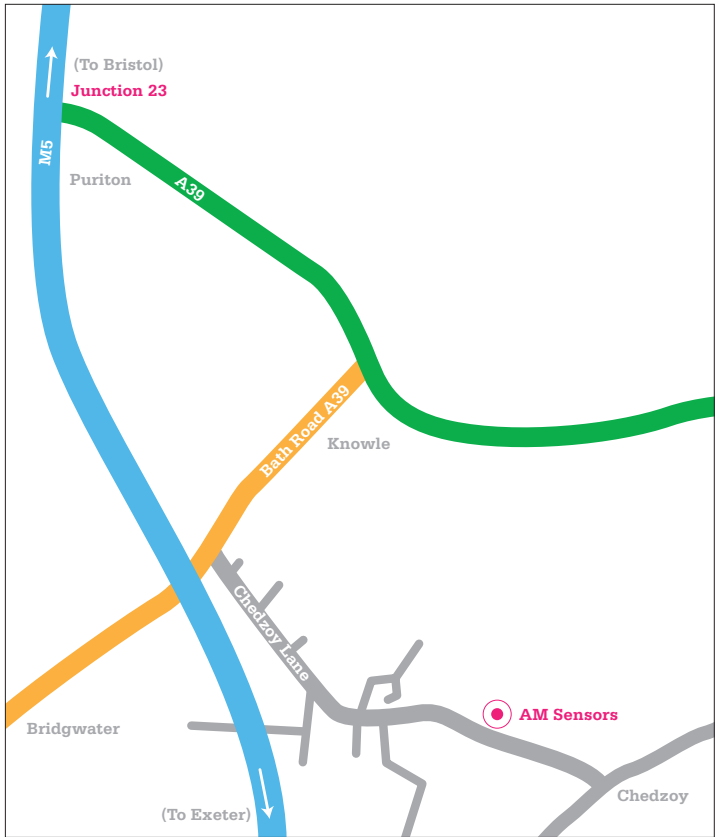 (To Bristol)
Junction 23
M5
Puriton
A39
Bath Road A39
Knowle
Chedzoy Lane
AM Sensors
Bridgwater
Chedzoy
(To Exeter)